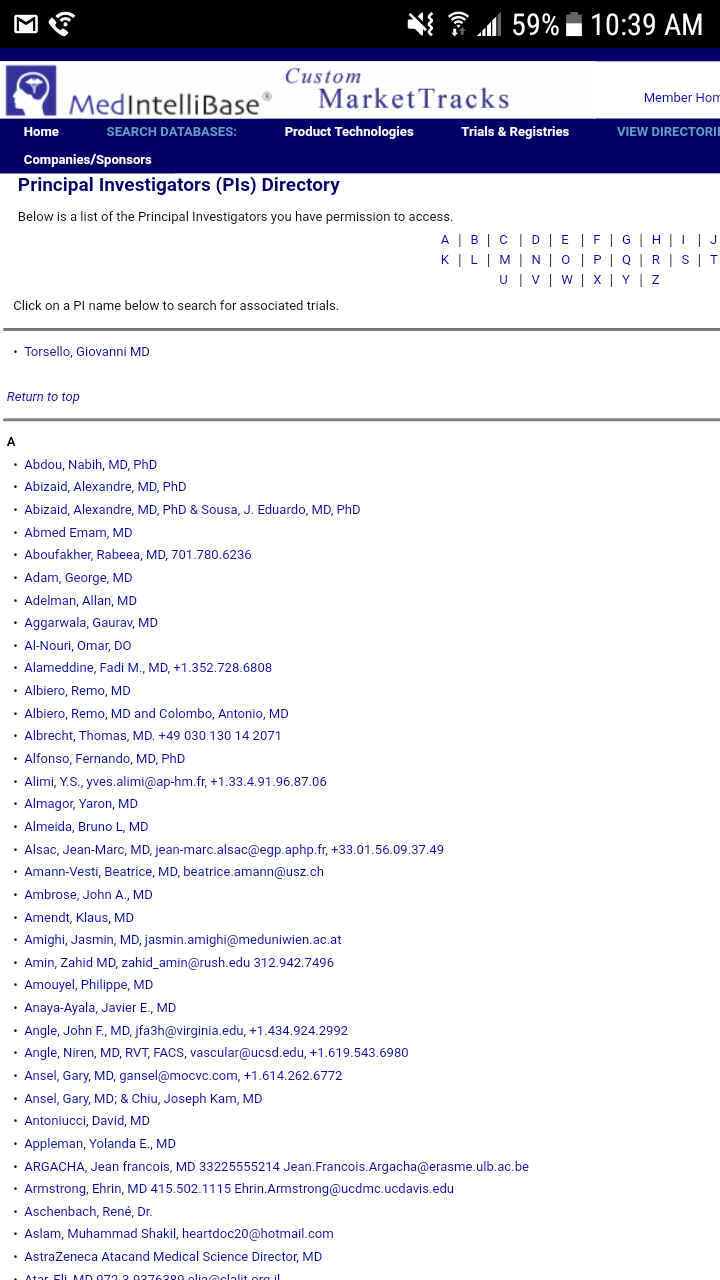 59% 10:39 AM
MedIntelliBase® Custom MarketTracks
Member Hom
Home SEARCH DATABASES: Product Technologies Trials & Registries VIEW DIRECTORIE
Companies/Sponsors
Principal Investigators (PIs) Directory
Below is a list of the Principal Investigators you have permission to access.
A | B | C | D | E | F | G | H | I | J
K | L | M | N | O | P | Q | R | S | T
U | V | W | X | Y | Z
Click on a PI name below to search for associated trials.
• Torsello, Giovanni MD
Return to top
A
• Abdou, Nabih, MD, PhD
• Abizaid, Alexandre, MD, PhD
• Abizaid, Alexandre, MD, PhD & Sousa, J. Eduardo, MD, PhD
• Abmed Emam, MD
• Aboufakher, Rabeea, MD, 701.780.6236
• Adam, George, MD
• Adelman, Allan, MD
• Aggarwala, Gaurav, MD
• Al-Nouri, Omar, DO
• Alameddine, Fadi M., MD, +1.352.728.6808
• Albiero, Remo, MD
• Albiero, Remo, MD and Colombo, Antonio, MD
• Albrecht, Thomas, MD. +49 030 130 14 2071
• Alfonso, Fernando, MD, PhD
• Alimi, Y.S., yves.alimi@ap-hm.fr, +1.33.4.91.96.87.06
• Almagor, Yaron, MD
• Almeida, Bruno L, MD
• Alsac, Jean-Marc, MD, jean-marc.alsac@egp.aphp.fr, +33.01.56.09.37.49
• Amann-Vesti, Beatrice, MD, beatrice.amann@usz.ch
• Ambrose, John A., MD
• Amendt, Klaus, MD
• Amighi, Jasmin, MD, jasmin.amighi@meduniwien.ac.at
• Amin, Zahid MD, zahid_amin@rush.edu 312.942.7496
• Amouyel, Philippe, MD
• Anaya-Ayala, Javier E., MD
• Angle, John F., MD, jfa3h@virginia.edu, +1.434.924.2992
• Angle, Niren, MD, RVT, FACS, vascular@ucsd.edu, +1.619.543.6980
• Ansel, Gary, MD, gansel@mocvc.com, +1.614.262.6772
• Ansel, Gary, MD; & Chiu, Joseph Kam, MD
• Antoniucci, David, MD
• Appleman, Yolanda E., MD
• ARGACHA, Jean francois, MD 33225555214 Jean.Francois.Argacha@erasme.ulb.ac.be
• Armstrong, Ehrin, MD 415.502.1115 Ehrin.Armstrong@ucdmc.ucdavis.edu
• Aschenbach, René, Dr.
• Aslam, Muhammad Shakil, heartdoc20@hotmail.com
• AstraZeneca Atacand Medical Science Director, MD
• Atar, Eli, MD 972-3-9376389 elia@clalit.org.il